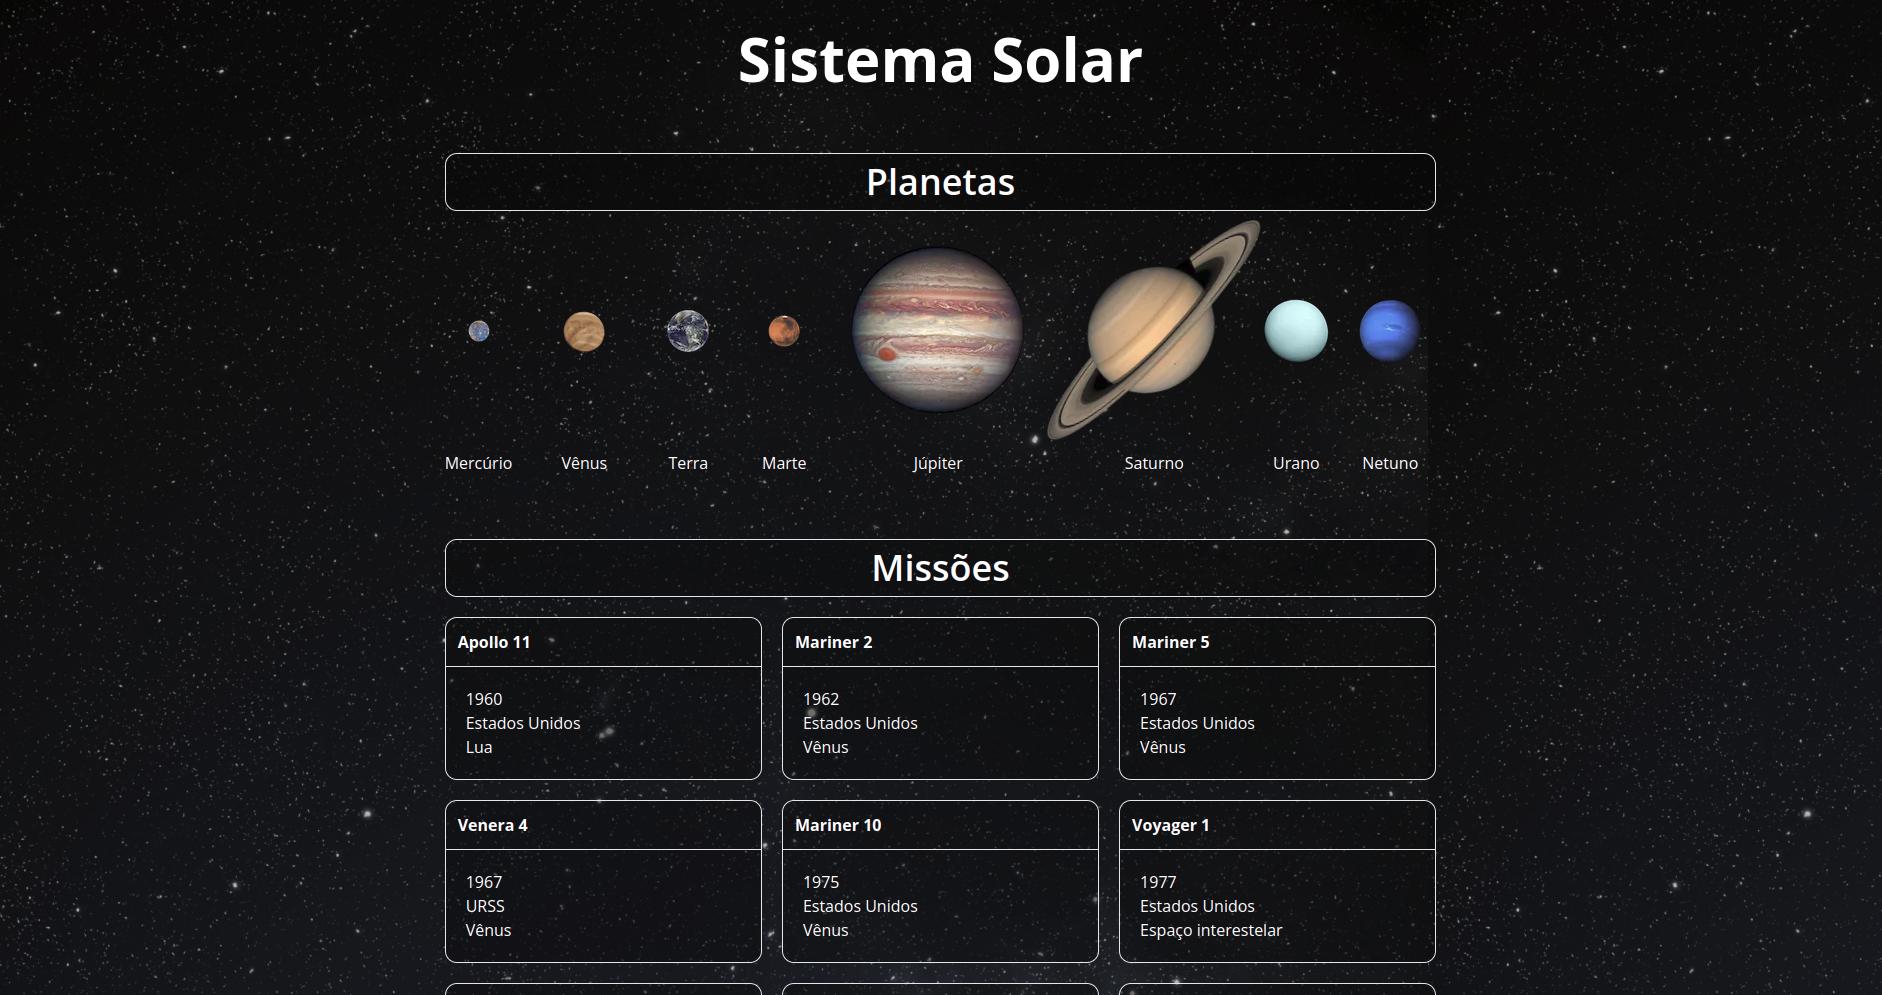 Sistema Solar
Planetas
Mercúrio Vênus Terra Marte Júpiter Saturno Urano Netuno
Missões
Apollo 11
1960
Estados Unidos
Lua
Mariner 2
1962
Estados Unidos
Vênus
Mariner 5
1967
Estados Unidos
Vênus
Venera 4
1967
URSS
Vênus
Mariner 10
1975
Estados Unidos
Vênus
Voyager 1
1977
Estados Unidos
Espaço interestelar